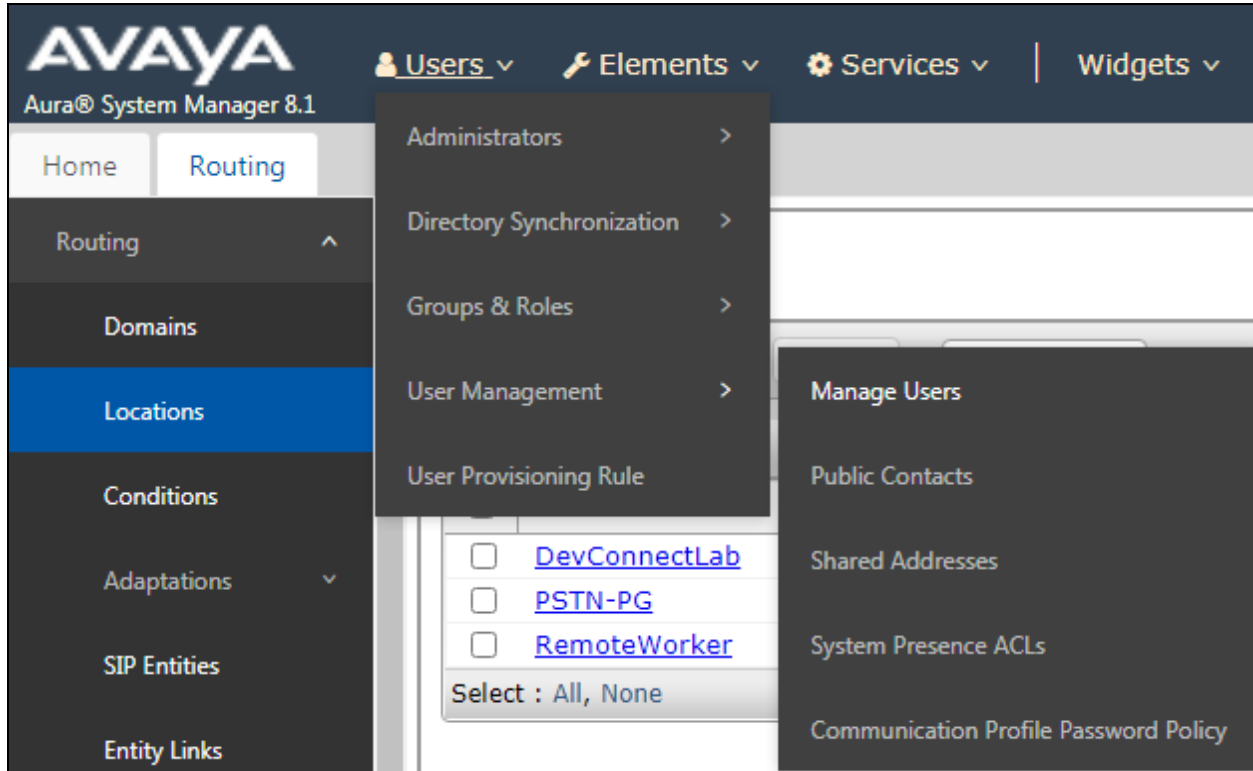 AVAYA
Aura® System Manager 8.1
Users
Elements
Services
Widgets
Home
Routing
Routing
Domains
Locations
Conditions
Adaptations
SIP Entities
Entity Links
Administrators
Directory Synchronization
Groups & Roles
User Management
User Provisioning Rule
Manage Users
Public Contacts
Shared Addresses
System Presence ACLs
Communication Profile Password Policy
DevConnectLab
PSTN-PG
RemoteWorker
Select : All, None